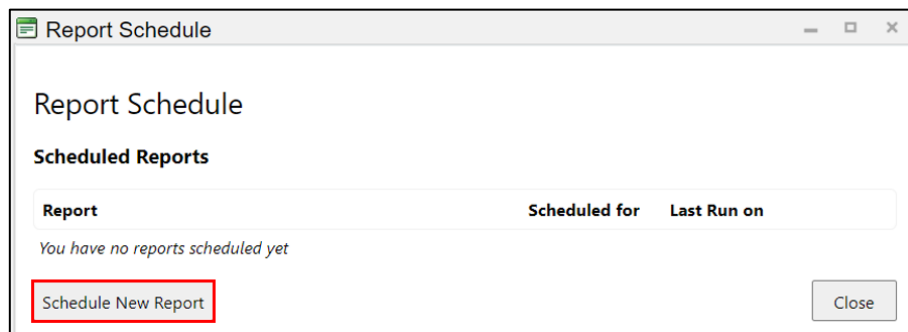 Report Schedule
Report Schedule
Scheduled Reports
Report Scheduled for Last Run on
You have no reports scheduled yet
Schedule New Report Close